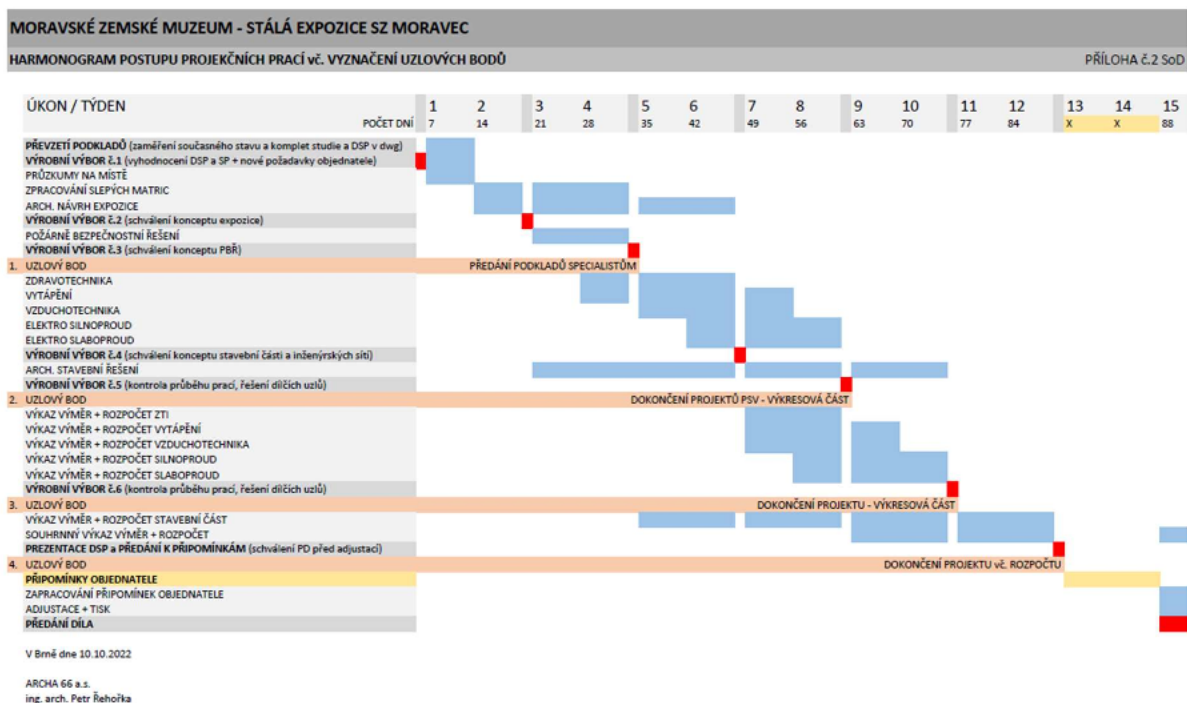 MORAVSKÉ ZEMSKÉ MUZEUM - STÁLÁ EXPOZICE SZ MORAVEC
HARMONOGRAM POSTUPU PROJEKČNÍCH PRACÍ vč. VYZNAČENÍ UZLOVÝCH BODŮ PŘÍLOHA č.2 SoD
ÚKON / TÝDEN 1 2 3 4 5 6 7 8 9 10 11 12 13 14 15
POČET DNÍ 7 14 21 28 35 42 49 56 63 70 77 84 X X 88
PŘEVZETÍ PODKLADŮ (zaměření současného stavu a komplet studie a DSP v dwg)
VÝROBNÍ VÝBOR č.1 (vyhodnocení DSP a SP + nové požadavky objednatele)
PRŮZKUMY NA MÍSTĚ
ZPRACOVÁNÍ SLEPÝCH MATRIC
ARCH. NÁVRH EXPOZICE
VÝROBNÍ VÝBOR č.2 (schválení konceptu expozice)
POŽÁRNĚ BEZPEČNOSTNÍ ŘEŠENÍ
VÝROBNÍ VÝBOR č.3 (schválení konceptu PBŘ)
1. UZLOVÝ BOD PŘEDÁNÍ PODKLADŮ SPECIALISTŮM
ZDRAVOTECHNIKA
VYTÁPĚNÍ
VZDUCHOTECHNIKA
ELEKTRO SILNOPROUD
ELEKTRO SLABOPROUD
VÝROBNÍ VÝBOR č.4 (schválení konceptu stavební části a inženýrských sítí)
ARCH. STAVEBNÍ ŘEŠENÍ
VÝROBNÍ VÝBOR č.5 (kontrola průběhu prací, řešení dílčích uzlů)
2. UZLOVÝ BOD DOKONČENÍ PROJEKTŮ PSV - VÝKRESOVÁ ČÁST
VÝKAZ VÝMĚR + ROZPOČET ZTI
VÝKAZ VÝMĚR + ROZPOČET VYTÁPĚNÍ
VÝKAZ VÝMĚR + ROZPOČET VZDUCHOTECHNIKA
VÝKAZ VÝMĚR + ROZPOČET SILNOPROUD
VÝKAZ VÝMĚR + ROZPOČET SLABOPROUD
VÝROBNÍ VÝBOR č.6 (kontrola průběhu prací, řešení dílčích uzlů)
3. UZLOVÝ BOD DOKONČENÍ PROJEKTU - VÝKRESOVÁ ČÁST
VÝKAZ VÝMĚR + ROZPOČET STAVEBNÍ ČÁST
SOUHRNNÝ VÝKAZ VÝMĚR + ROZPOČET
PREZENTACE DSP a PŘEDÁNÍ K PŘIPOMÍNKÁM (schválení PD před adjustací)
4. UZLOVÝ BOD DOKONČENÍ PROJEKTU vč. ROZPOČTU
PŘIPOMÍNKY OBJEDNATELE
ZAPRACOVÁNÍ PŘIPOMÍNEK OBJEDNATELE
ADJUSTACE + TISK
PŘEDÁNÍ DÍLA
V Brně dne 10.10.2022
ARCHA 66 a.s.
ing. arch. Petr Řehořka